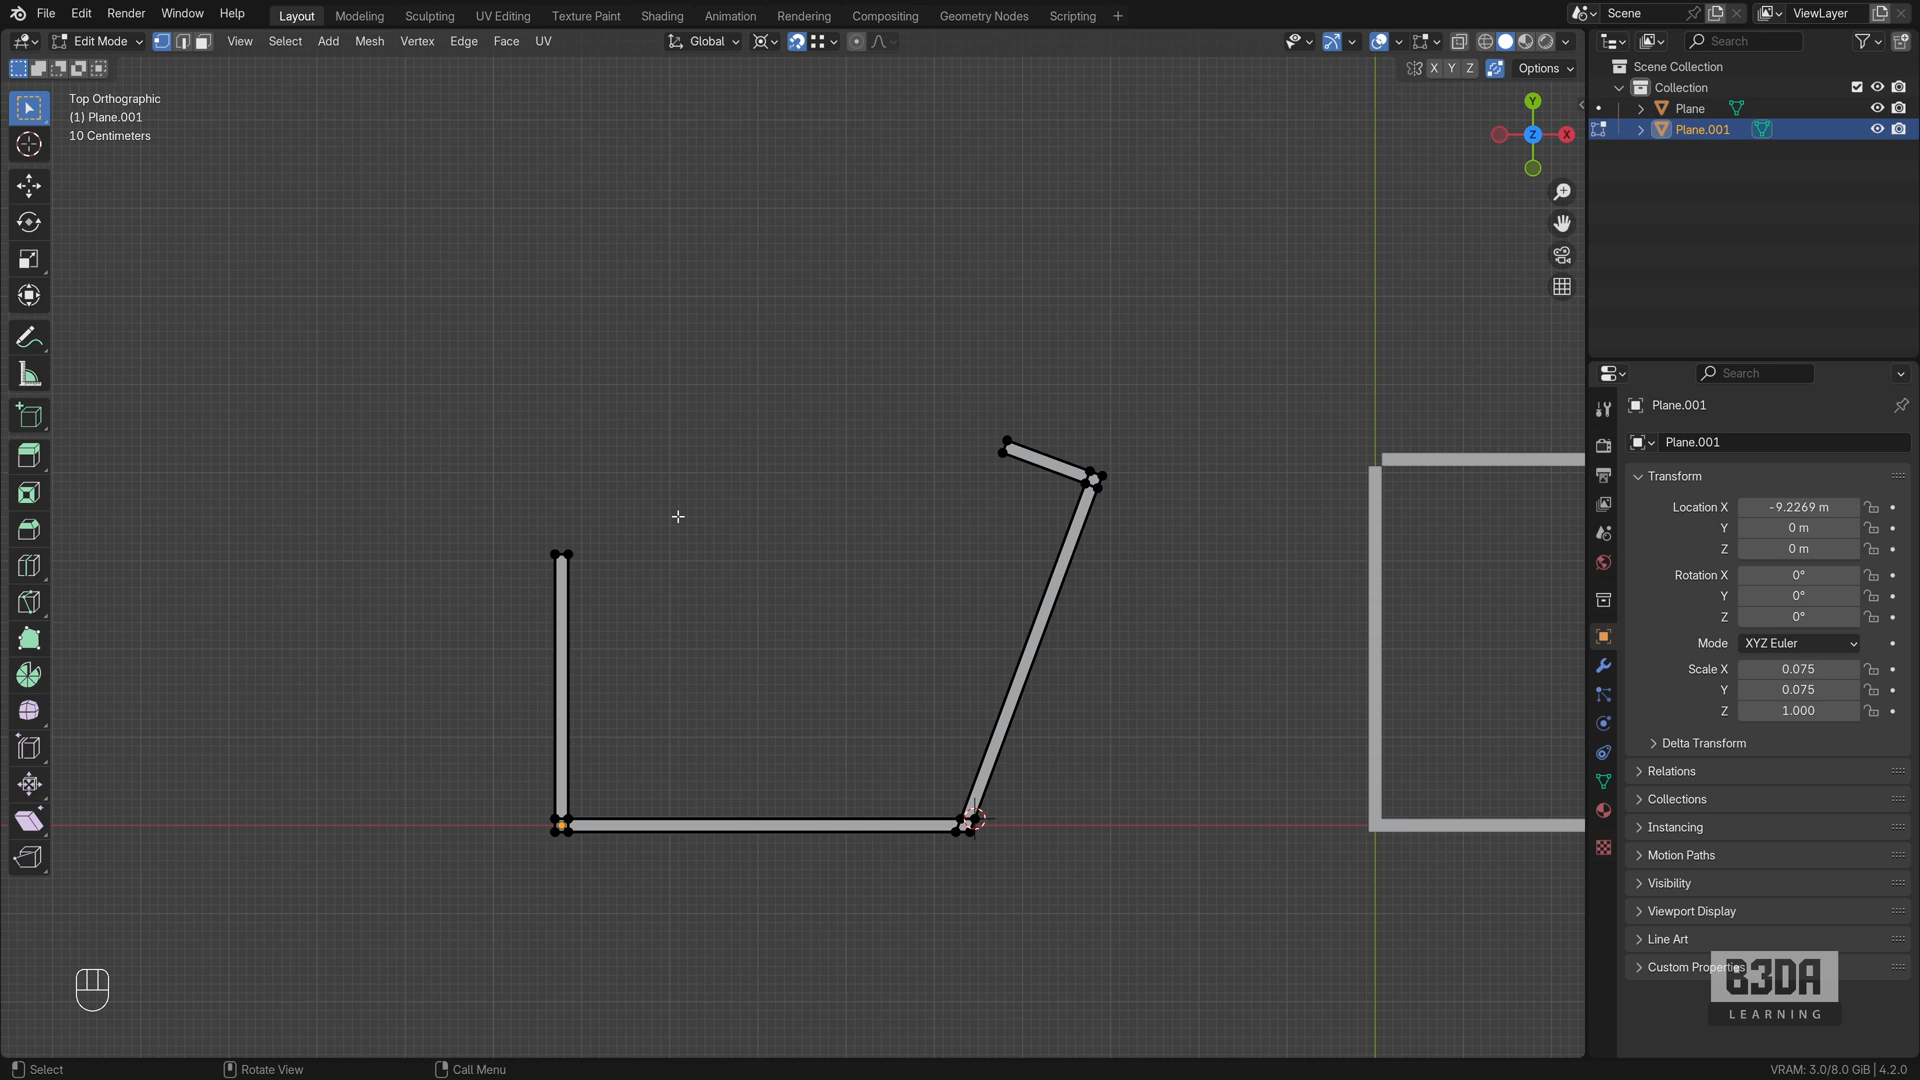 File Edit Render Window Help Layout Modeling Sculpting UV Editing Texture Paint Shading Animation Rendering Compositing Geometry Nodes Scripting + Scene ViewLayer
Edit Mode View Select Add Mesh Vertex Edge Face UV Global Search
X Y Z Options
Scene Collection
Collection
Plane
Plane.001
Top Orthographic
(1) Plane.001
10 Centimeters
Y
Z X
Search
Plane.001
Plane.001
Transform
Location X -9.2269 m
Y 0 m
Z 0 m
Rotation X 0°
Y 0°
Z 0°
Mode XYZ Euler
Scale X 0.075
Y 0.075
Z 1.000
Delta Transform
Relations
Collections
Instancing
Motion Paths
Visibility
Viewport Display
Line Art
Custom Properties
B3DA
LEARNING
Select Rotate View Call Menu VRAM: 3.0/8.0 GiB | 4.2.0